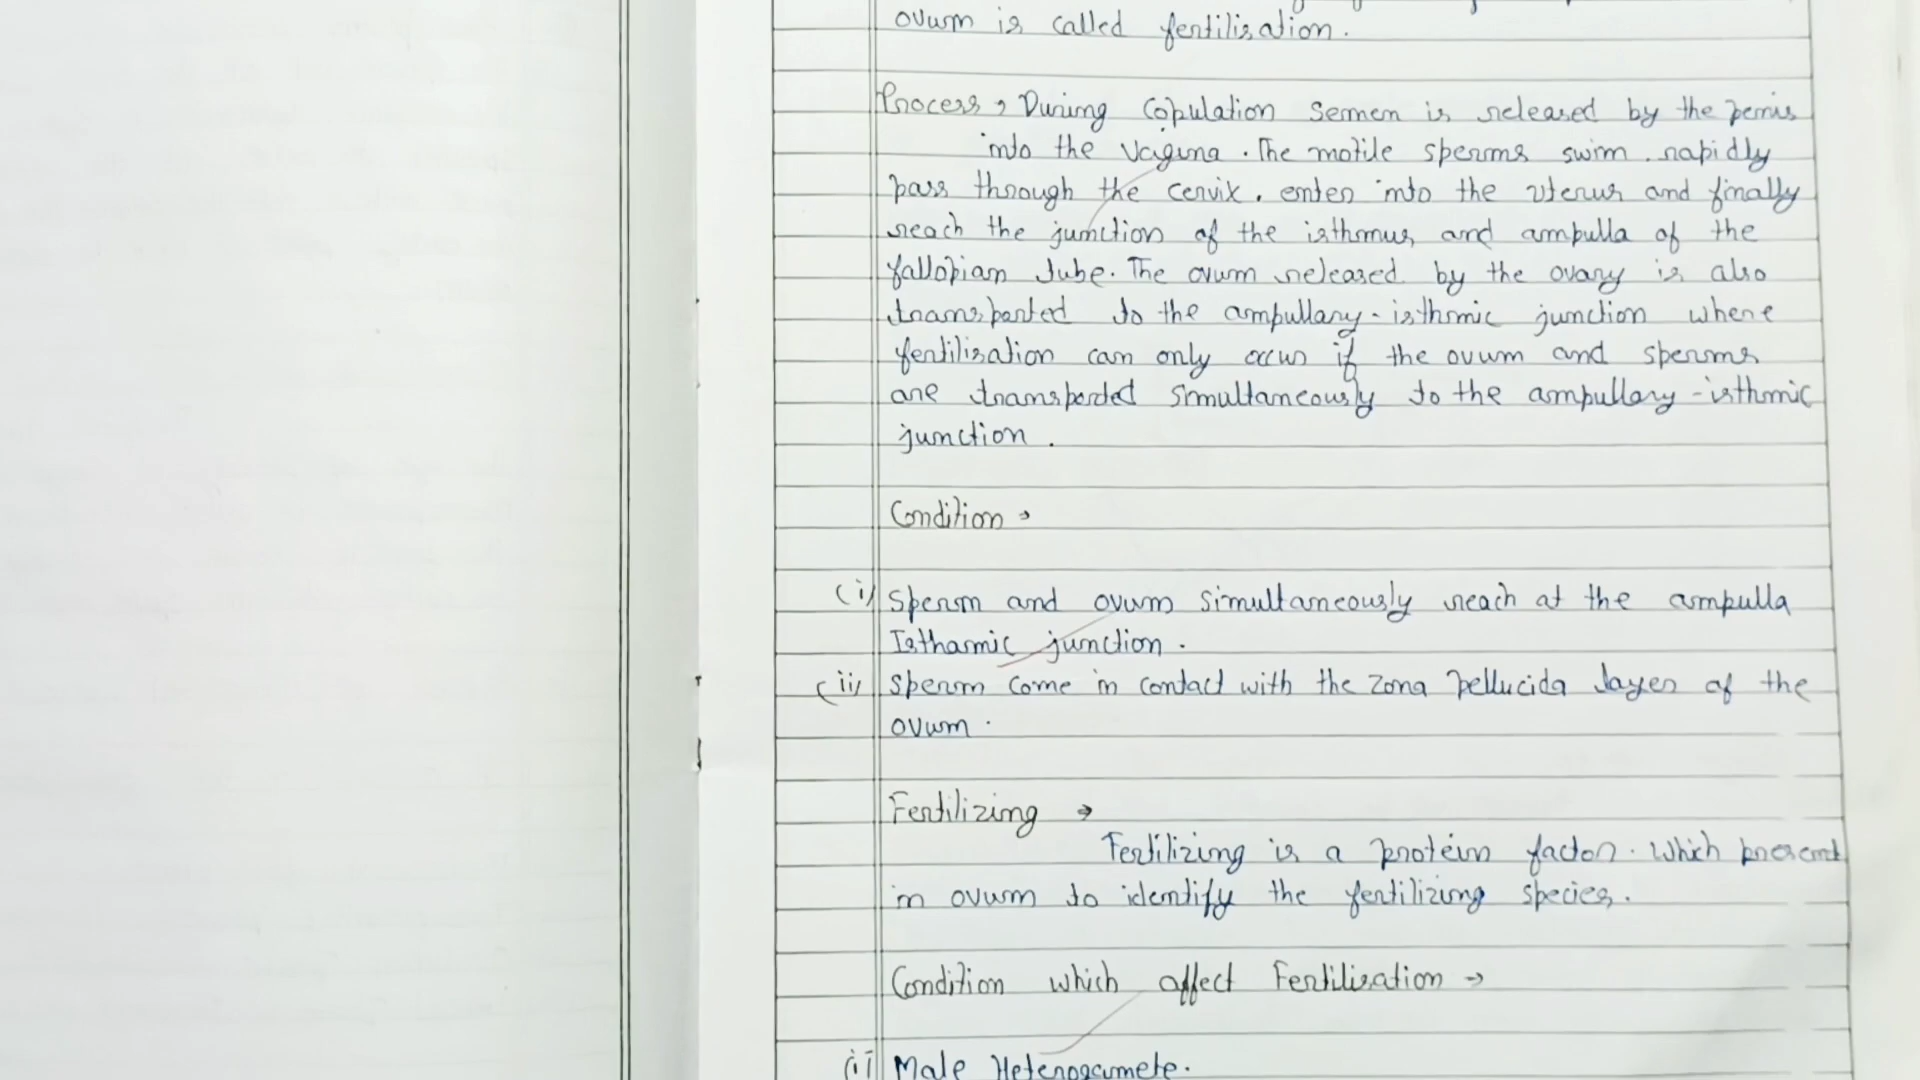 ovum is called fertilisation.
Process → During Copulation semen is released by the penis
into the vagina. The motile sperms swim rapidly
pass through the cervix. enter into the uterus and finally
reach the junction of the isthmus and ampulla of the
fallopian tube. The ovum released by the ovary is also
transported to the ampullary-isthmic junction where
fertilisation can only occur if the ovum and sperms
are transported simultaneously to the ampullary-isthmic
junction.
Condition →
(i) Sperm and ovum simultaneously reach at the ampulla
Isthamic junction.
(ii) Sperm come in contact with the zona pellucida layer of the
ovum.
Fertilizing →
Fertilizing is a protein factor. which present
in ovum to identify the fertilizing species.
Condition which affect Fertilisation →
(i) Male Heterogamete.